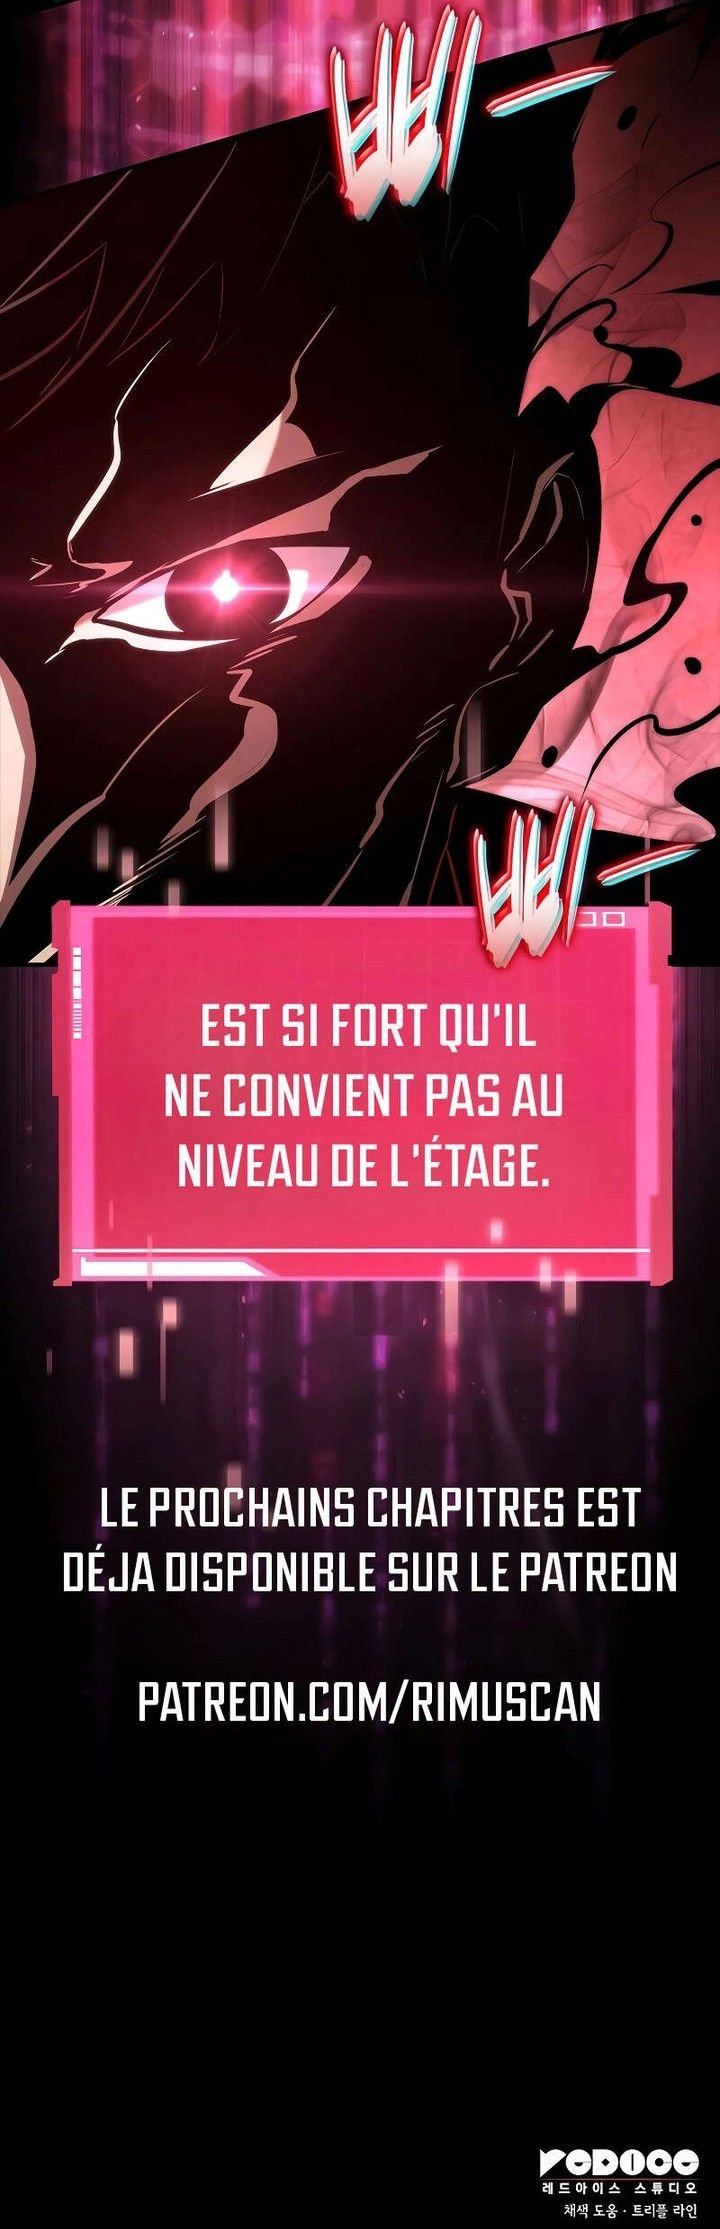 삐ー
삐ー
EST SI FORT QU'IL
NE CONVIENT PAS AU
NIVEAU DE L'ÉTAGE.
LE PROCHAINS CHAPITRES EST
DÉJA DISPONIBLE SUR LE PATREON
PATREON.COM/RIMUSCAN
REDICE
레드아이스 스튜디오
채색 도움 · 트리플 라인